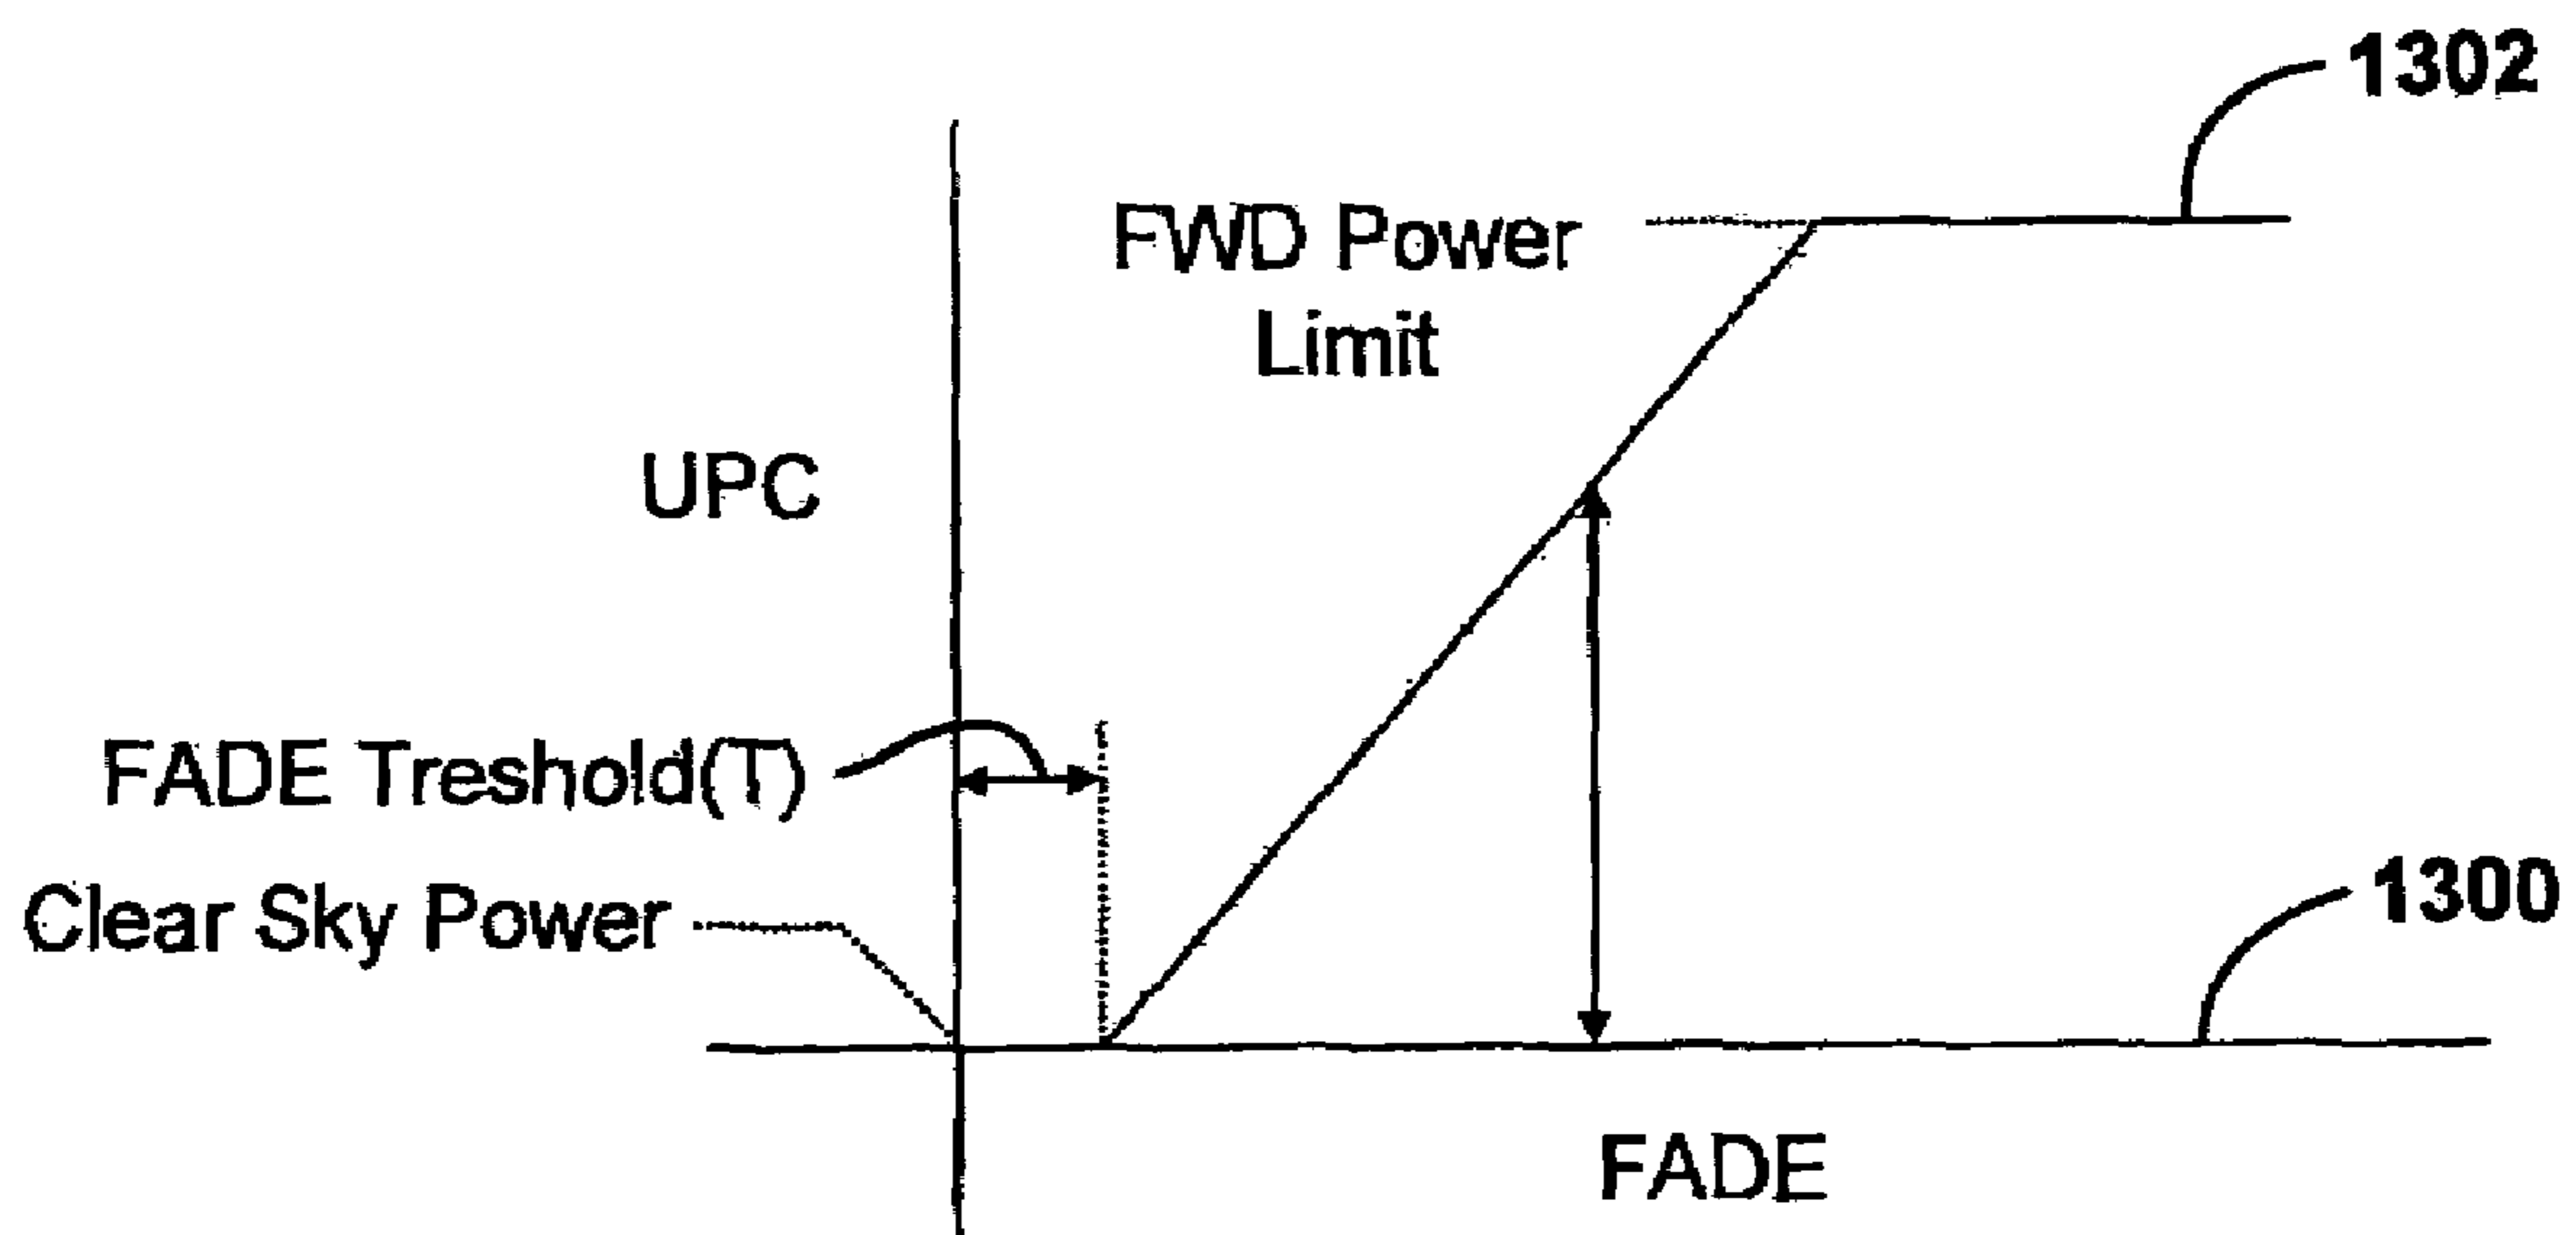 1302
FWD Power
Limit
UPC
FADE Treshold(T)
Clear Sky Power
1300
FADE